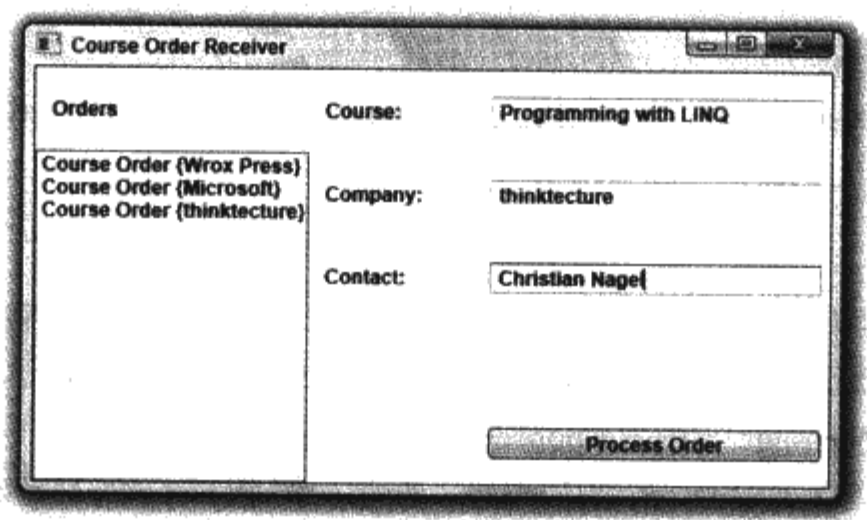 Course Order Receiver
Orders
Course Order {Wrox Press}
Course Order {Microsoft}
Course Order {thinktecture}
Course: Programming with LINQ
Company: thinktecture
Contact: Christian Nagel
Process Order